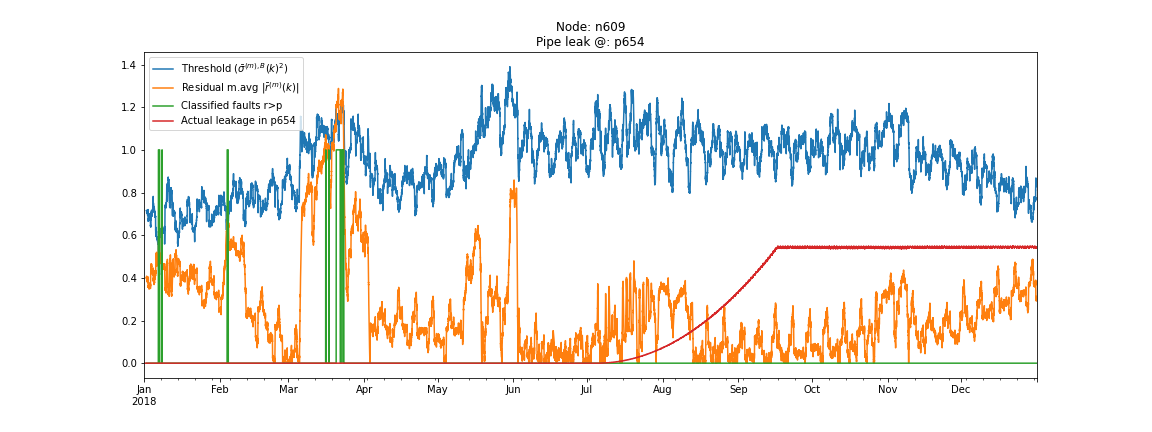 Node: n609
Pipe leak @: p654
Threshold (σ̄⁽ᵐ⁾,ᴮ(k)²)
Residual m.avg |r̄⁽ᵐ⁾(k)|
Classified faults r>p
Actual leakage in p654
1.4
1.2
1.0
0.8
0.6
0.4
0.2
0.0
Jan Feb Mar Apr May Jun Jul Aug Sep Oct Nov Dec
2018